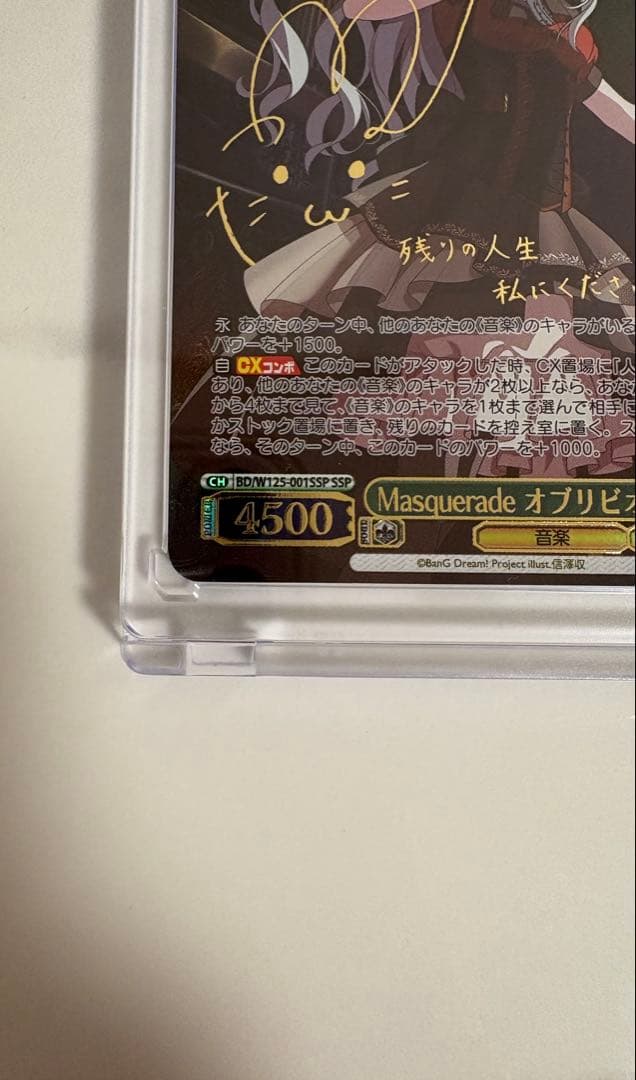 残りの人生
私にくださ
永 あなたのターン中、他のあなたの《音楽》のキャラがいる
パワーを+1500。
自 CXコンボ このカードがアタックした時、CX置場に「人
あり、他のあなたの《音楽》のキャラが2枚以上なら、あな
から4枚まで見て、《音楽》のキャラを1枚まで選んで相手に
かストック置場に置き、残りのカードを控え室に置く。ス
なら、そのターン中、このカードのパワーを+1000。
CH BD/W125-001SSP SSP
POWER 4500 SOUL Masquerade オブリビオ
音楽
©BanG Dream! Project illust.信澤収